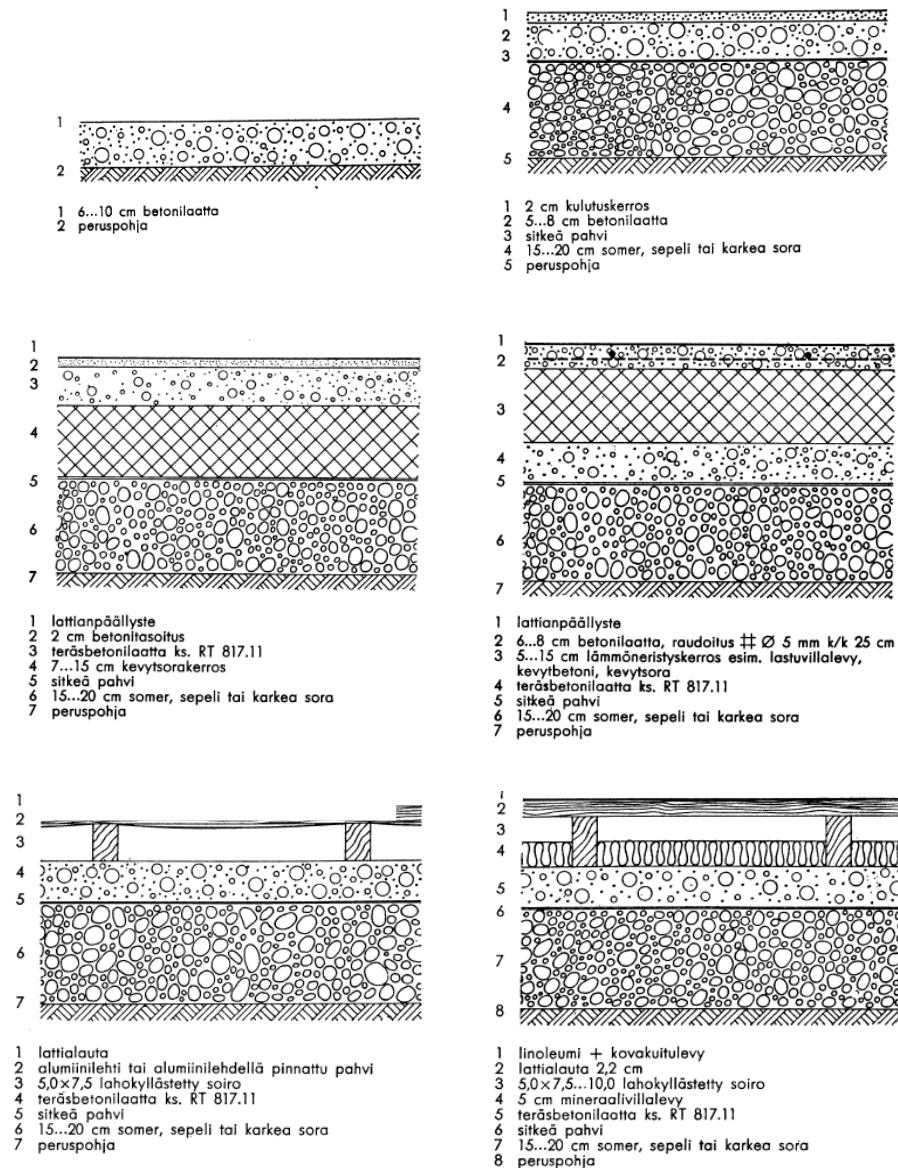 1
2
1 6...10 cm betonilaatta
2 peruspohja
1
2
3
4
5
1 2 cm kulutuskerros
2 5...8 cm betonilaatta
3 sitkeä pahvi
4 15...20 cm somer, sepeli tai karkea sora
5 peruspohja
1
2
3
4
5
6
7
1 lattianpäällyste
2 2 cm betonitasoitus
3 teräsbetonilaatta ks. RT 817.11
4 7...15 cm kevytsorakerros
5 sitkeä pahvi
6 15...20 cm somer, sepeli tai karkea sora
7 peruspohja
1
2
3
4
5
6
7
1 lattianpäällyste
2 6...8 cm betonilaatta, raudoitus ⌗ Ø 5 mm k/k 25 cm
3 5...15 cm lämmöneristyskerros esim. lastuvillalevy,
kevytbetoni, kevytsora
4 teräsbetonilaatta ks. RT 817.11
5 sitkeä pahvi
6 15...20 cm somer, sepeli tai karkea sora
7 peruspohja
1
2
3
4
5
6
7
1 lattialauta
2 alumiinilehti tai alumiinilehdellä pinnattu pahvi
3 5,0×7,5 lahokyllästetty soiro
4 teräsbetonilaatta ks. RT 817.11
5 sitkeä pahvi
6 15...20 cm somer, sepeli tai karkea sora
7 peruspohja
1
2
3
4
5
6
7
8
1 linoleumi + kovakuitulevy
2 lattialauta 2,2 cm
3 5,0×7,5...10,0 lahokyllästetty soiro
4 5 cm mineraalivillalevy
5 teräsbetonilaatta ks. RT 817.11
6 sitkeä pahvi
7 15...20 cm somer, sepeli tai karkea sora
8 peruspohja